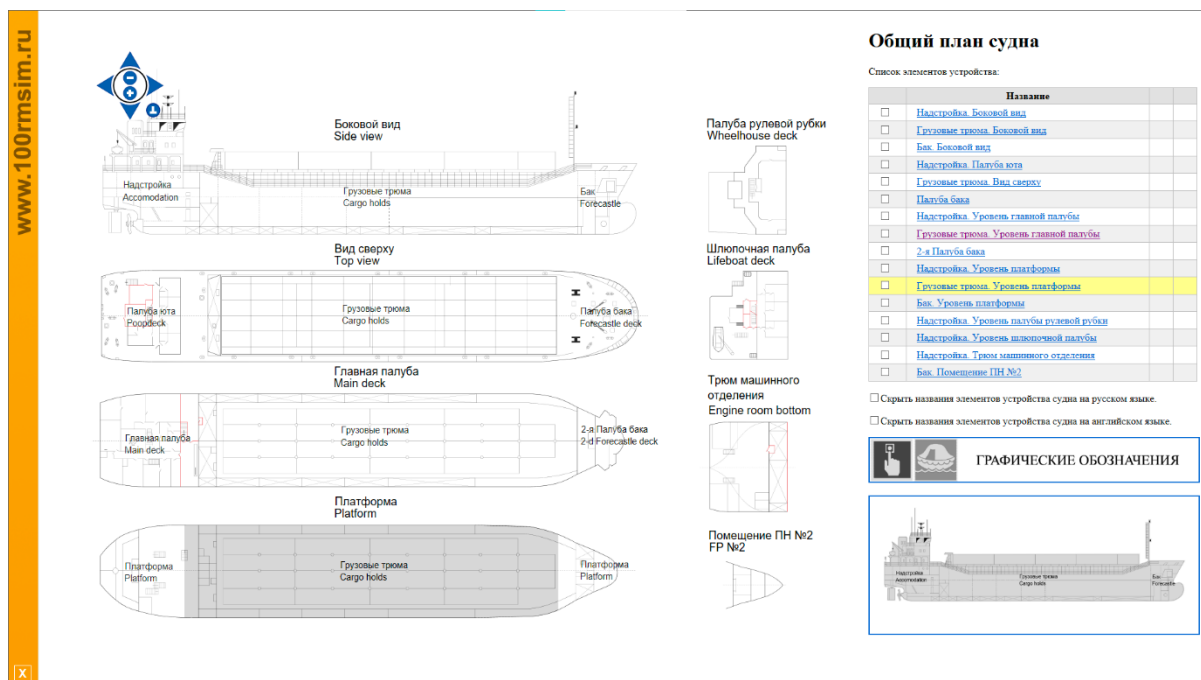 www.100rmsim.ru
X
Боковой вид
Side view
Надстройка
Accomodation
Грузовые трюма
Cargo holds
Бак
Forecastle
Вид сверху
Top view
Палуба юта
Poopdeck
Грузовые трюма
Cargo holds
Палуба бака
Forecastle deck
Главная палуба
Main deck
Главная палуба
Main deck
Грузовые трюма
Cargo holds
2-я Палуба бака
2-d Forecastle deck
Платформа
Platform
Платформа
Platform
Грузовые трюма
Cargo holds
Платформа
Platform
Палуба рулевой рубки
Wheelhouse deck
Шлюпочная палуба
Lifeboat deck
Трюм машинного
отделения
Engine room bottom
Помещение ПН №2
FP №2
Общий план судна
Список элементов устройства:
Название
Надстройка. Боковой вид
Грузовые трюма. Боковой вид
Бак. Боковой вид
Надстройка. Палуба юта
Грузовые трюма. Вид сверху
Палуба бака
Надстройка. Уровень главной палубы
Грузовые трюма. Уровень главной палубы
2-я Палуба бака
Надстройка. Уровень платформы
Грузовые трюма. Уровень платформы
Бак. Уровень платформы
Надстройка. Уровень палубы рулевой рубки
Надстройка. Уровень шлюпочной палубы
Надстройка. Трюм машинного отделения
Бак. Помещение ПН №2
Скрыть названия элементов устройства судна на русском языке.
Скрыть названия элементов устройства судна на английском языке.
ГРАФИЧЕСКИЕ ОБОЗНАЧЕНИЯ
Надстройка
Accomodation
Грузовые трюма
Cargo holds
Бак
Forecastle